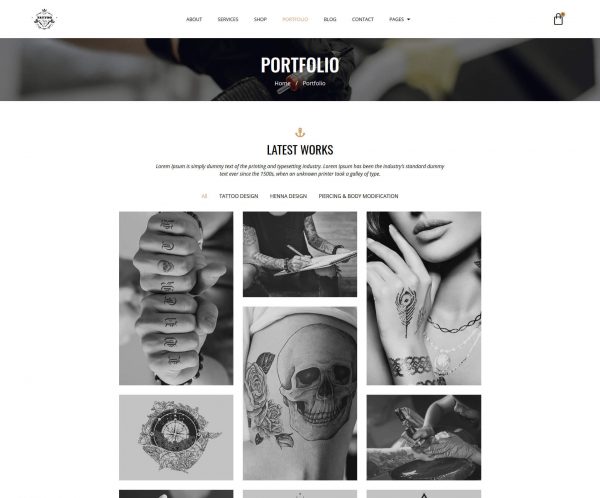 TATTOO
ABOUT SERVICES SHOP PORTFOLIO BLOG CONTACT PAGES
PORTFOLIO
Home / Portfolio
LATEST WORKS
Lorem Ipsum is simply dummy text of the printing and typesetting industry. Lorem Ipsum has been the industry's standard dummy
text ever since the 1500s, when an unknown printer took a galley of type.
All TATTOO DESIGN HENNA DESIGN PIERCING & BODY MODIFICATION